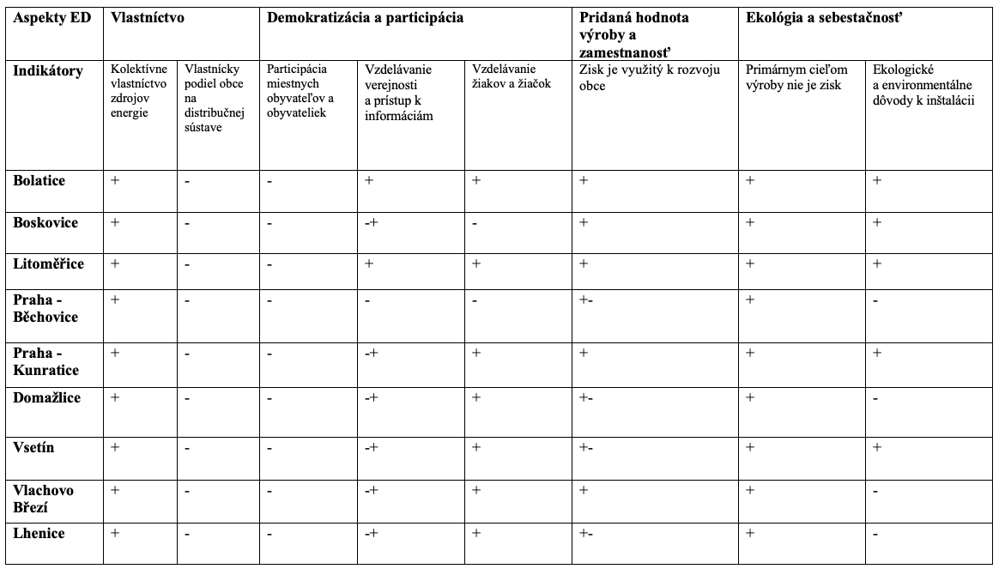 Aspekty ED Vlastníctvo Demokratizácia a participácia Pridaná hodnota výroby a zamestnanosť Ekológia a sebestačnosť
Indikátory Kolektívne vlastníctvo zdrojov energie Vlastnícky podiel obce na distribučnej sústave Participácia miestnych obyvateľov a obyvateliek Vzdelávanie verejnosti a prístup k informáciám Vzdelávanie žiakov a žiačok Zisk je využitý k rozvoju obce Primárnym cieľom výroby nie je zisk Ekologické a environmentálne dôvody k inštalácii
Bolatice + - - + + + + +
Boskovice + - - -+ - + + +
Litoměřice + - - + + + + +
Praha - Běchovice + - - - - +- + -
Praha - Kunratice + - - -+ + + + +
Domažlice + - - -+ + +- + -
Vsetín + - - -+ + +- + +
Vlachovo Březí + - - -+ + + + -
Lhenice + - - -+ + +- + -